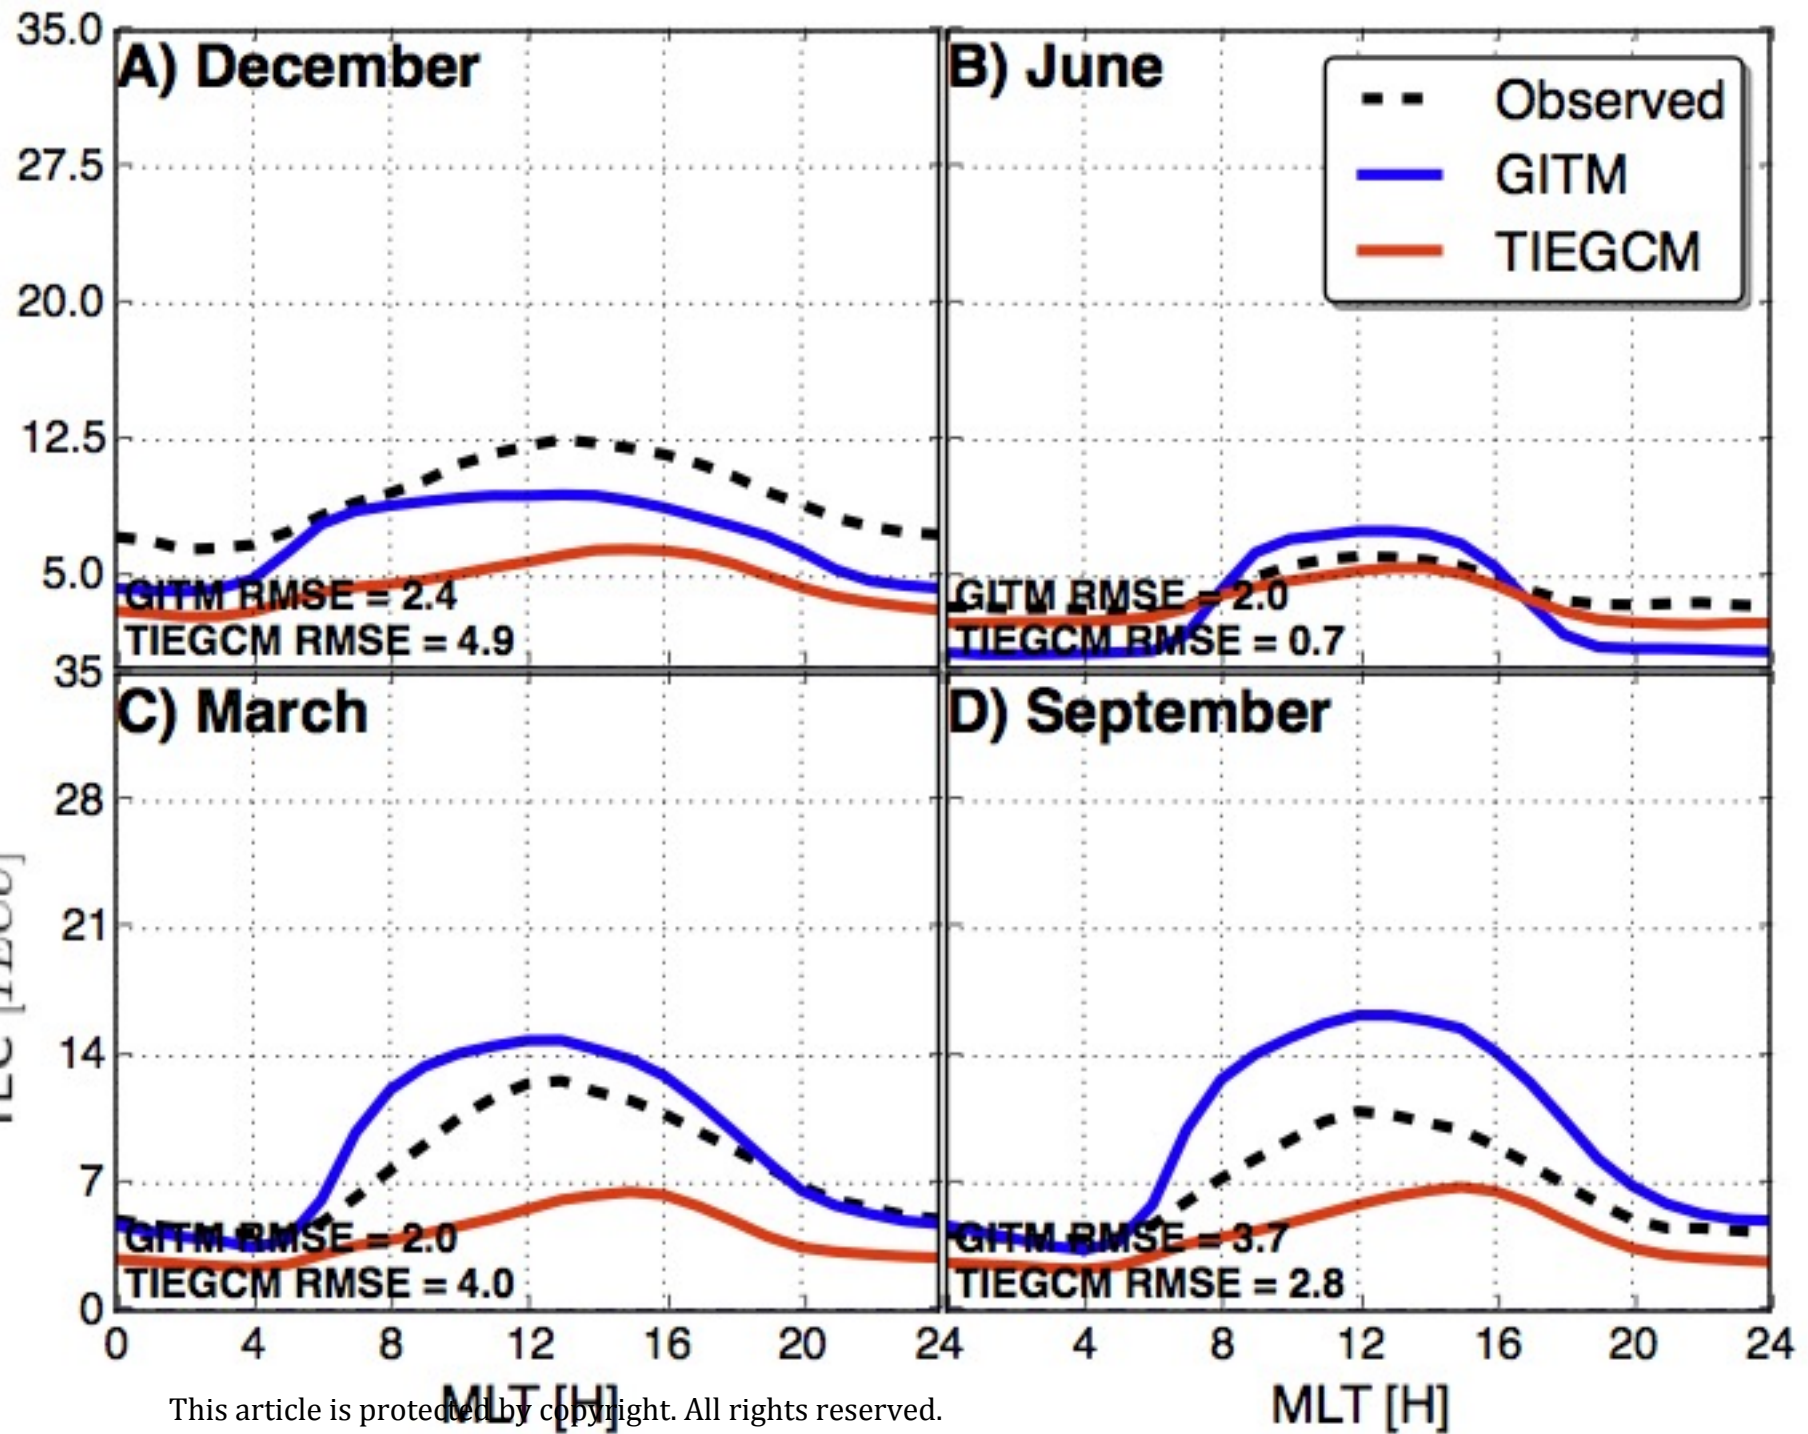 35.0
A) December
B) June
Observed
GITM
TIEGCM
27.5
20.0
12.5
5.0
GITM RMSE = 2.4
TIEGCM RMSE = 4.9
GITM RMSE = 2.0
TIEGCM RMSE = 0.7
35
C) March
D) September
28
21
14
7
GITM RMSE = 2.0
TIEGCM RMSE = 4.0
GITM RMSE = 3.7
TIEGCM RMSE = 2.8
0
0 4 8 12 16 20 24 4 8 12 16 20 24
MLT [H] MLT [H]
This article is protected by copyright. All rights reserved.